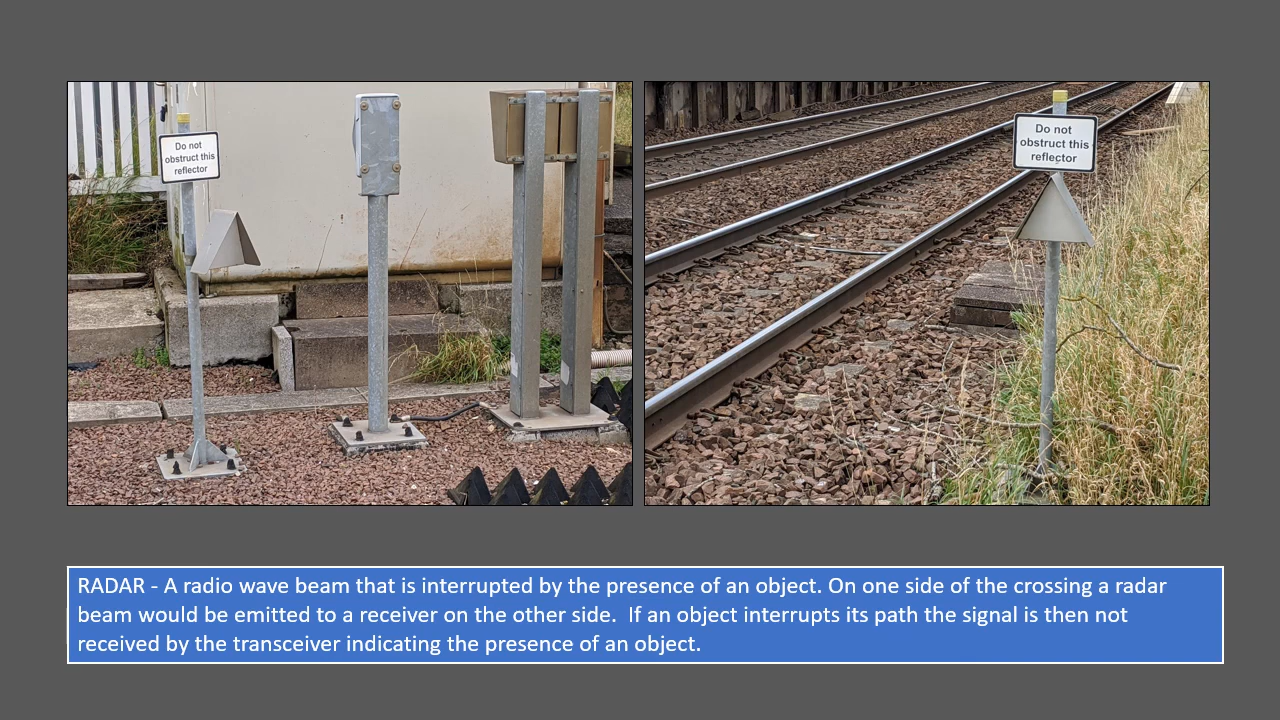 Do not
obstruct this
reflector
Do not
obstruct this
reflector
RADAR - A radio wave beam that is interrupted by the presence of an object. On one side of the crossing a radar
beam would be emitted to a receiver on the other side.  If an object interrupts its path the signal is then not
received by the transceiver indicating the presence of an object.